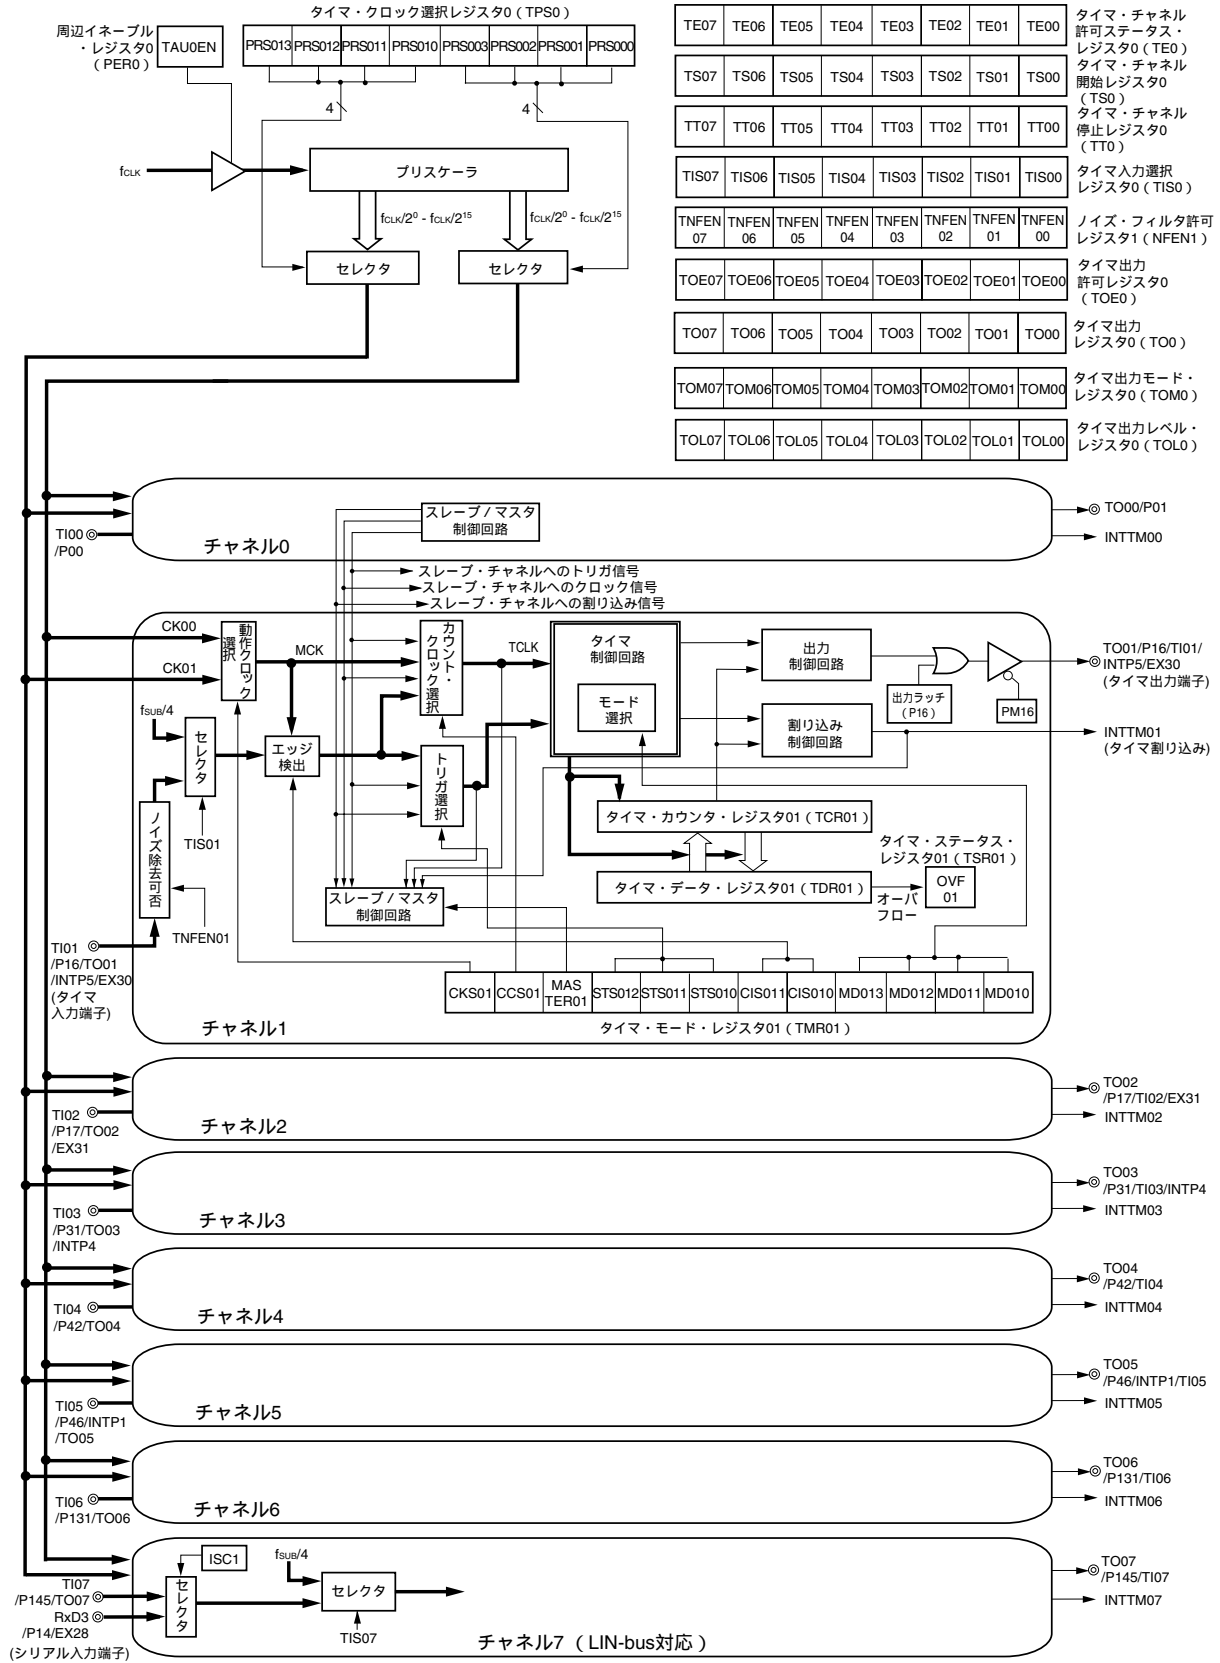 タイマ・クロック選択レジスタ0（TPS0）
周辺イネーブル
・レジスタ0
（PER0）
TAU0EN
PRS013 PRS012 PRS011 PRS010 PRS003 PRS002 PRS001 PRS000
4
4
fCLK
プリスケーラ
fCLK/2⁰ - fCLK/2¹⁵
fCLK/2⁰ - fCLK/2¹⁵
セレクタ
セレクタ
TE07 TE06 TE05 TE04 TE03 TE02 TE01 TE00
タイマ・チャネル
許可ステータス・
レジスタ0（TE0）
TS07 TS06 TS05 TS04 TS03 TS02 TS01 TS00
タイマ・チャネル
開始レジスタ0
（TS0）
TT07 TT06 TT05 TT04 TT03 TT02 TT01 TT00
タイマ・チャネル
停止レジスタ0
（TT0）
TIS07 TIS06 TIS05 TIS04 TIS03 TIS02 TIS01 TIS00
タイマ入力選択
レジスタ0（TIS0）
TNFEN TNFEN TNFEN TNFEN TNFEN TNFEN TNFEN TNFEN
07 06 05 04 03 02 01 00
ノイズ・フィルタ許可
レジスタ1（NFEN1）
TOE07 TOE06 TOE05 TOE04 TOE03 TOE02 TOE01 TOE00
タイマ出力
許可レジスタ0
（TOE0）
TO07 TO06 TO05 TO04 TO03 TO02 TO01 TO00
タイマ出力
レジスタ0（TO0）
TOM07 TOM06 TOM05 TOM04 TOM03 TOM02 TOM01 TOM00
タイマ出力モード・
レジスタ0（TOM0）
TOL07 TOL06 TOL05 TOL04 TOL03 TOL02 TOL01 TOL00
タイマ出力レベル・
レジスタ0（TOL0）
TI00
/P00
チャネル0
スレーブ / マスタ
制御回路
TO00/P01
INTTM00
スレーブ・チャネルへのトリガ信号
スレーブ・チャネルへのクロック信号
スレーブ・チャネルへの割り込み信号
CK00
CK01
動作クロック
選択
MCK
カウント・
クロック選択
TCLK
タイマ
制御回路
モード
選択
出力
制御回路
出力ラッチ
（P16）
PM16
TO01/P16/TI01/
INTP5/EX30
(タイマ出力端子)
割り込み
制御回路
INTTM01
(タイマ割り込み)
fSUB/4
セレクタ
エッジ
検出
トリガ選択
TIS01
ノイズ除去可否
TNFEN01
タイマ・カウンタ・レジスタ01（TCR01）
タイマ・データ・レジスタ01（TDR01）
タイマ・ステータス・
レジスタ01（TSR01）
OVF
01
オーバ
フロー
スレーブ / マスタ
制御回路
TI01
/P16/TO01
/INTP5/EX30
(タイマ
入力端子)
CKS01 CCS01 MAS
TER01 STS012 STS011 STS010 CIS011 CIS010 MD013 MD012 MD011 MD010
タイマ・モード・レジスタ01（TMR01）
チャネル1
TI02
/P17/TO02
/EX31
チャネル2
TO02
/P17/TI02/EX31
INTTM02
TI03
/P31/TO03
/INTP4
チャネル3
TO03
/P31/TI03/INTP4
INTTM03
TI04
/P42/TO04
チャネル4
TO04
/P42/TI04
INTTM04
TI05
/P46/INTP1
/TO05
チャネル5
TO05
/P46/INTP1/TI05
INTTM05
TI06
/P131/TO06
チャネル6
TO06
/P131/TI06
INTTM06
TI07
/P145/TO07
RxD3
/P14/EX28
(シリアル入力端子)
セレクタ
ISC1
fSUB/4
セレクタ
TIS07
チャネル7（LIN-bus対応）
TO07
/P145/TI07
INTTM07